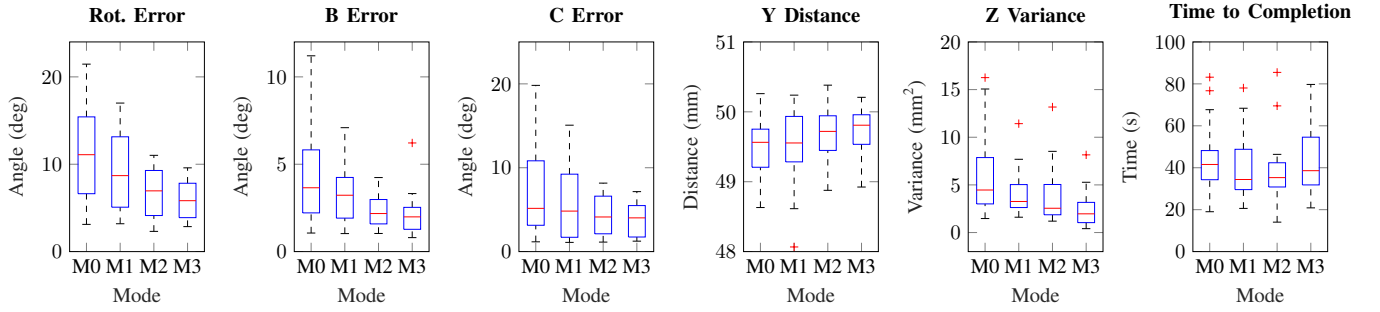 Rot. Error
Angle (deg)
20
10
0
M0 M1 M2 M3
Mode
B Error
Angle (deg)
10
5
0
M0 M1 M2 M3
Mode
C Error
Angle (deg)
20
10
0
M0 M1 M2 M3
Mode
Y Distance
Distance (mm)
51
50
49
48
M0 M1 M2 M3
Mode
Z Variance
Variance (mm²)
20
15
10
5
0
M0 M1 M2 M3
Mode
Time to Completion
Time (s)
100
80
60
40
20
0
M0 M1 M2 M3
Mode